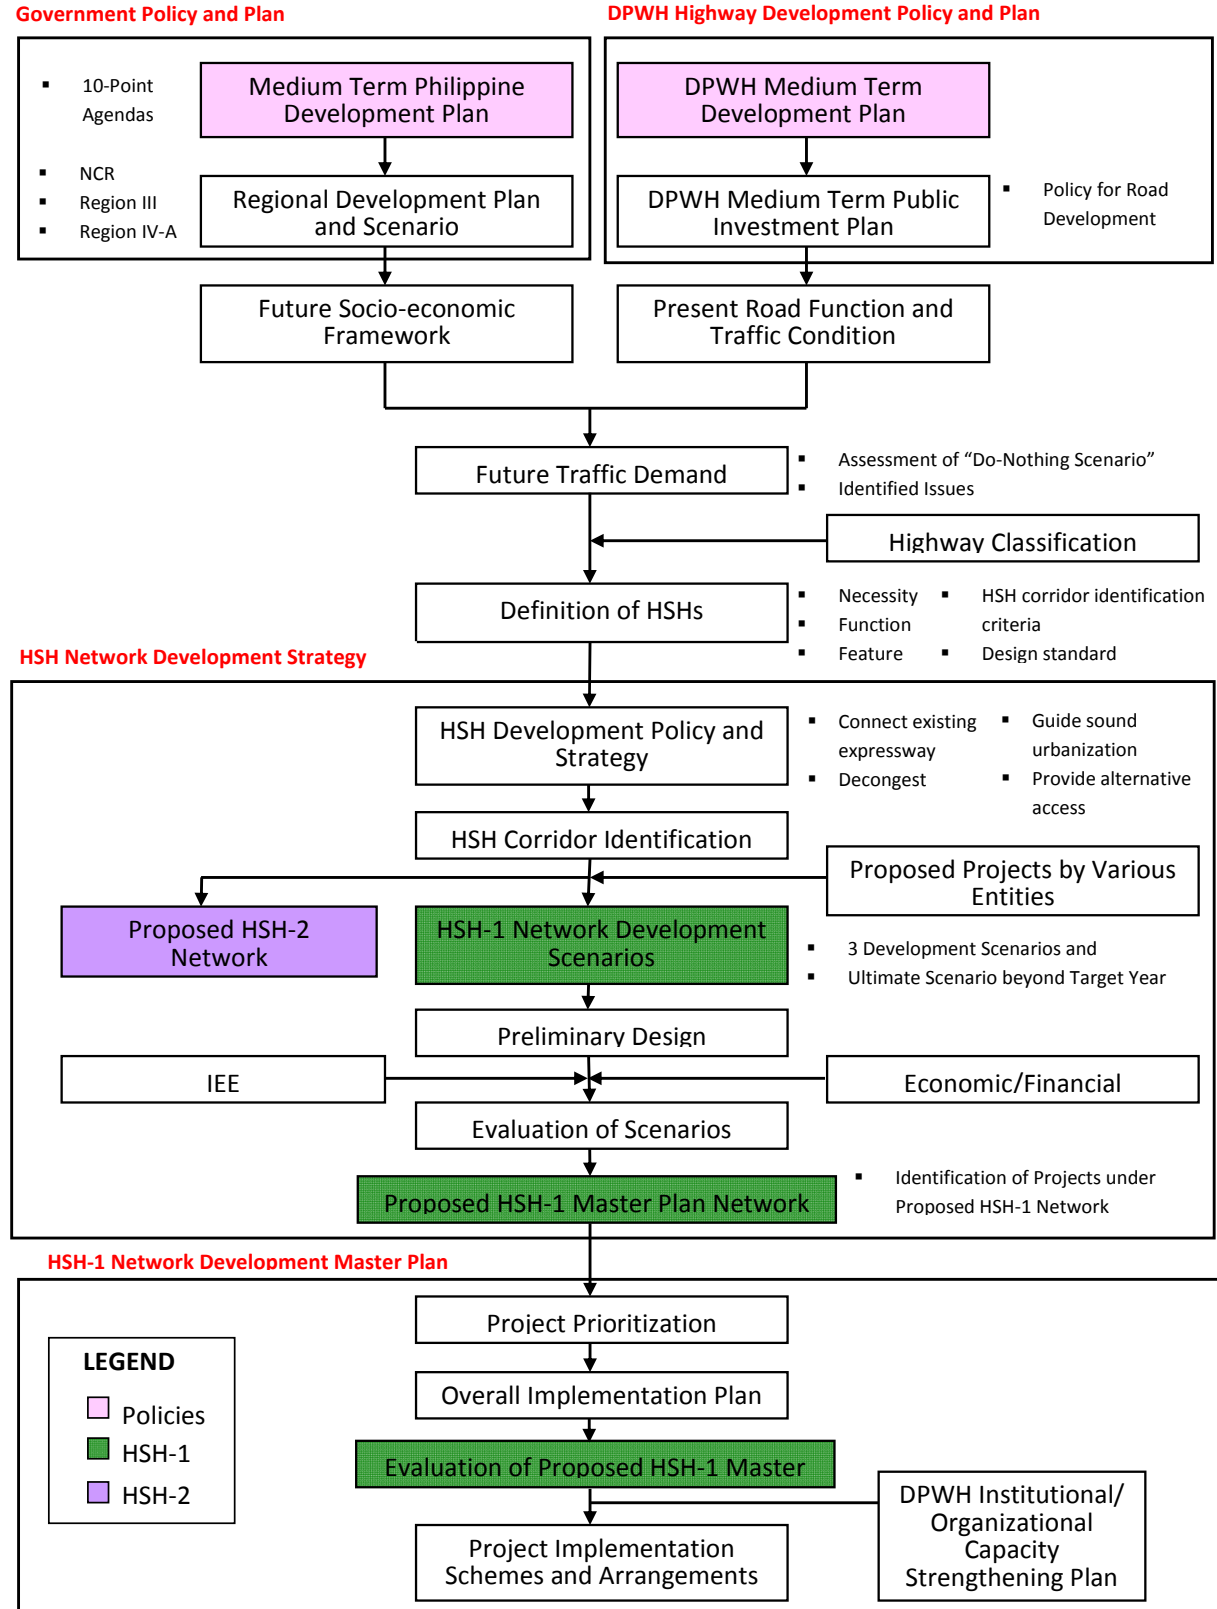 Government Policy and Plan
DPWH Highway Development Policy and Plan
▪ 10-Point
Agendas
Medium Term Philippine
Development Plan
DPWH Medium Term
Development Plan
▪ NCR
▪ Region III
▪ Region IV-A
Regional Development Plan
and Scenario
DPWH Medium Term Public
Investment Plan
▪ Policy for Road
Development
Future Socio-economic
Framework
Present Road Function and
Traffic Condition
Future Traffic Demand
▪ Assessment of “Do-Nothing Scenario”
▪ Identified Issues
Highway Classification
Definition of HSHs
▪ Necessity
▪ Function
▪ Feature
▪ HSH corridor identification
criteria
▪ Design standard
HSH Network Development Strategy
HSH Development Policy and
Strategy
▪ Connect existing
expressway
▪ Decongest
▪ Guide sound
urbanization
▪ Provide alternative
access
HSH Corridor Identification
Proposed Projects by Various
Entities
Proposed HSH-2
Network
HSH-1 Network Development
Scenarios
▪ 3 Development Scenarios and
▪ Ultimate Scenario beyond Target Year
Preliminary Design
IEE
Economic/Financial
Evaluation of Scenarios
Proposed HSH-1 Master Plan Network
▪ Identification of Projects under
Proposed HSH-1 Network
HSH-1 Network Development Master Plan
Project Prioritization
LEGEND
Policies
HSH-1
HSH-2
Overall Implementation Plan
Evaluation of Proposed HSH-1 Master
DPWH Institutional/
Organizational
Capacity
Strengthening Plan
Project Implementation
Schemes and Arrangements